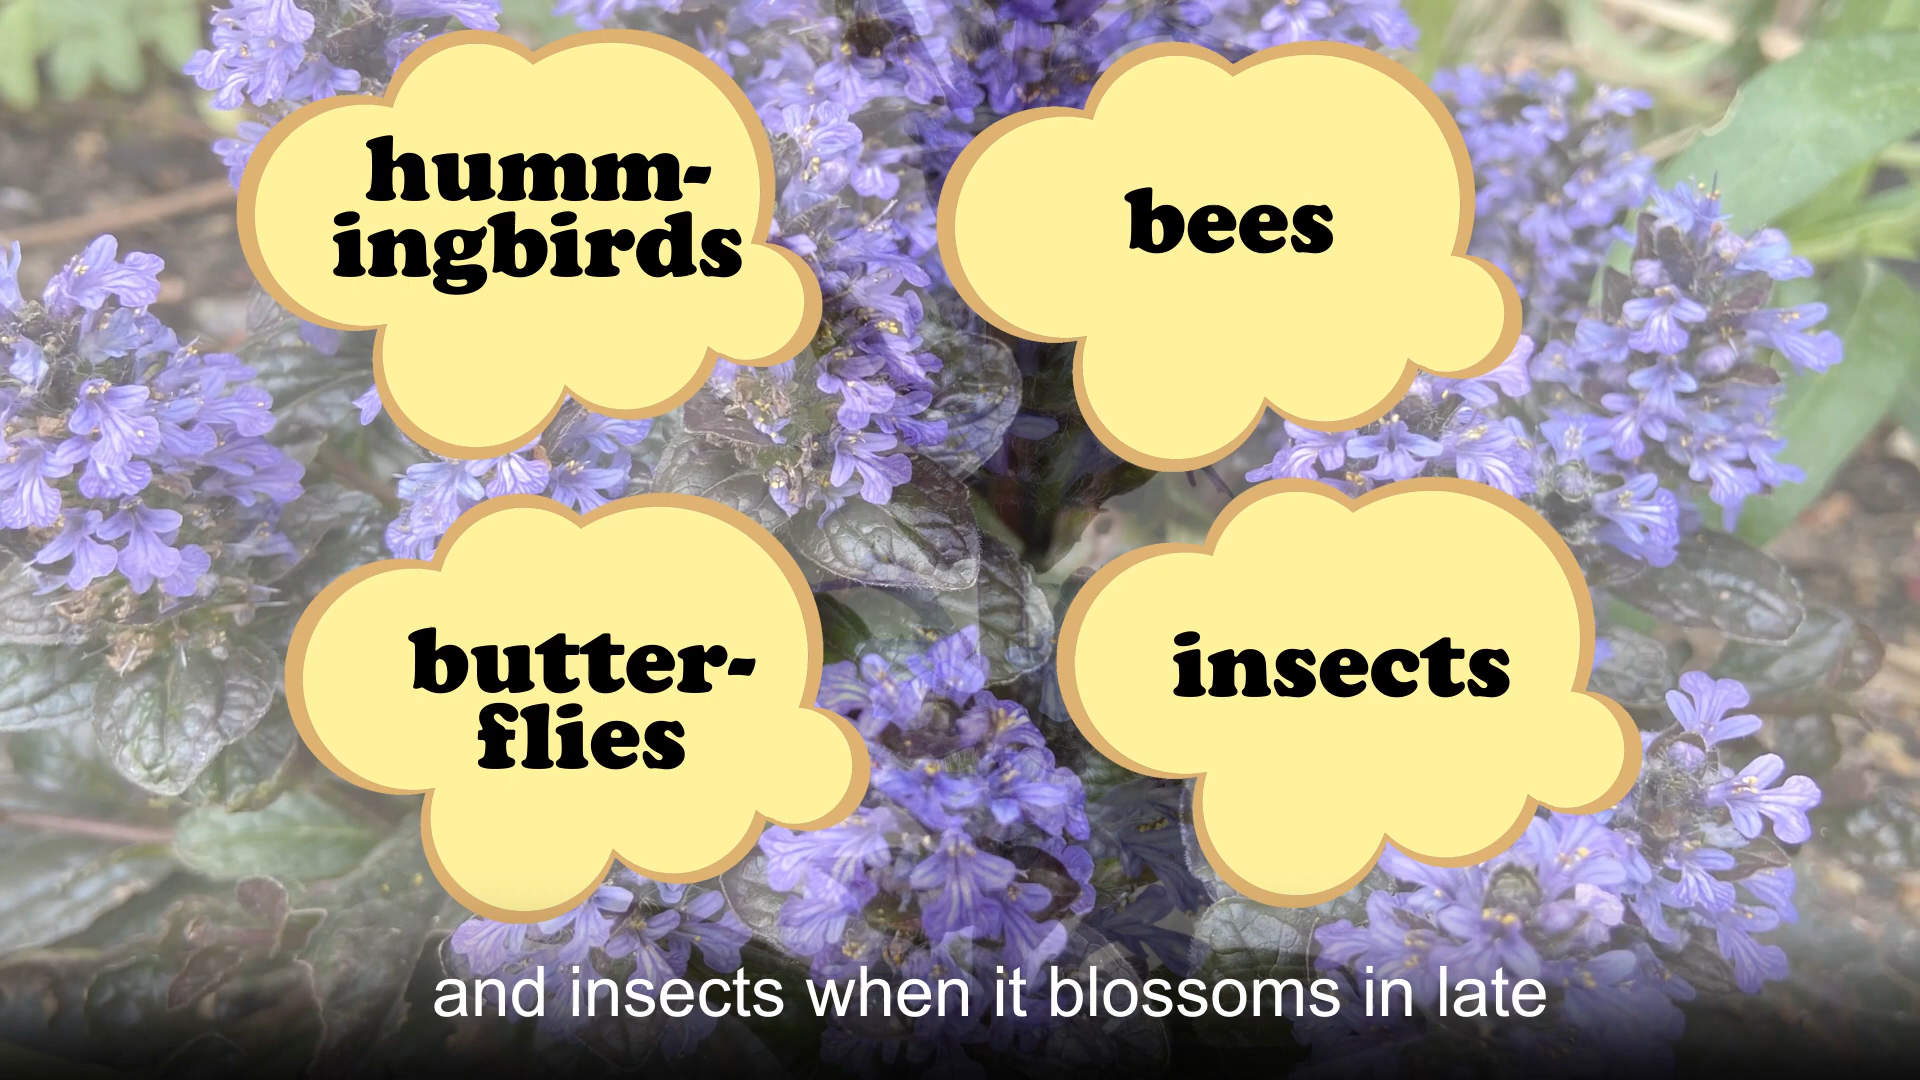 humm-
ingbirds
bees
butter-
flies
insects
and insects when it blossoms in late